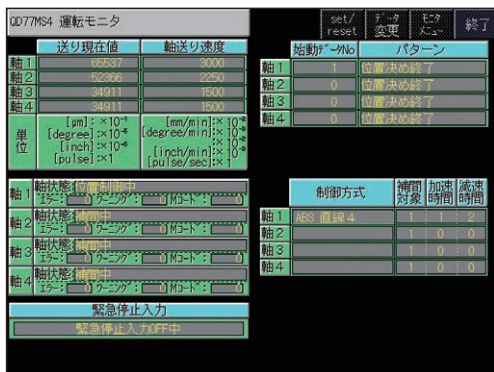 QD77MS4 運転モニタ
set/reset データ変更 モニタメニュー 終了
送り現在値 軸送り速度
軸1 65537 3000
軸2 52366 2250
軸3 34911 1500
軸4 34911 1500
単位
[μm]:×10⁻¹
[degree]:×10⁻⁵
[inch]:×10⁻⁵
[pulse]:×1
[mm/min]:×10⁻²
[degree/min]:×10⁻³
[inch/min]:×10⁻³
[pulse/sec]:×1
始動データNo パターン
軸1 1 位置決め終了
軸2 0 位置決め終了
軸3 0 位置決め終了
軸4 0 位置決め終了
軸1 軸状態:位置制御中
エラー: 0 ワーニング: 0 Mコード: 0
軸2 軸状態:補間中
エラー: 0 ワーニング: 0 Mコード: 0
軸3 軸状態:補間中
エラー: 0 ワーニング: 0 Mコード: 0
軸4 軸状態:補間中
エラー: 0 ワーニング: 0 Mコード: 0
制御方式 補間対象 加速時間 減速時間
軸1 ABS 直線4 1 1 2
軸2 1 0 0
軸3 1 0 0
軸4 1 0 0
緊急停止入力
緊急停止入力OFF中